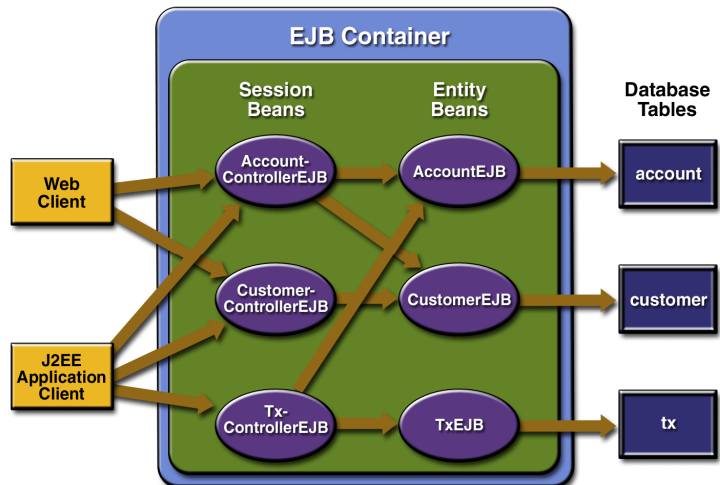 EJB Container
Session
Beans
Entity
Beans
Database
Tables
Web
Client
Account-
ControllerEJB
AccountEJB
account
Customer-
ControllerEJB
CustomerEJB
customer
J2EE
Application
Client
Tx-
ControllerEJB
TxEJB
tx